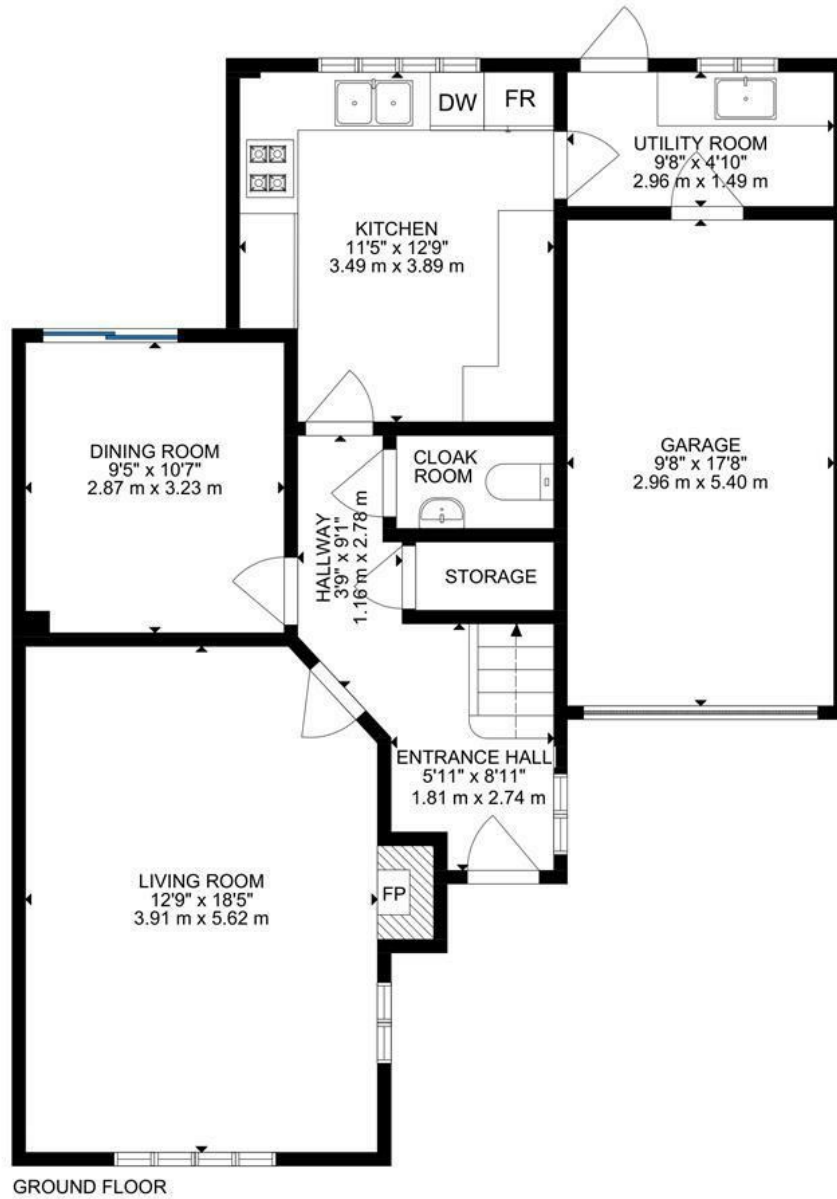 DW
FR
UTILITY ROOM
9'8" x 4'10"
2.96 m x 1.49 m
KITCHEN
11'5" x 12'9"
3.49 m x 3.89 m
DINING ROOM
9'5" x 10'7"
2.87 m x 3.23 m
CLOAK
ROOM
GARAGE
9'8" x 17'8"
2.96 m x 5.40 m
HALLWAY
3'9" x 9'1"
1.16 m x 2.78 m
STORAGE
ENTRANCE HALL
5'11" x 8'11"
1.81 m x 2.74 m
LIVING ROOM
12'9" x 18'5"
3.91 m x 5.62 m
FP
GROUND FLOOR